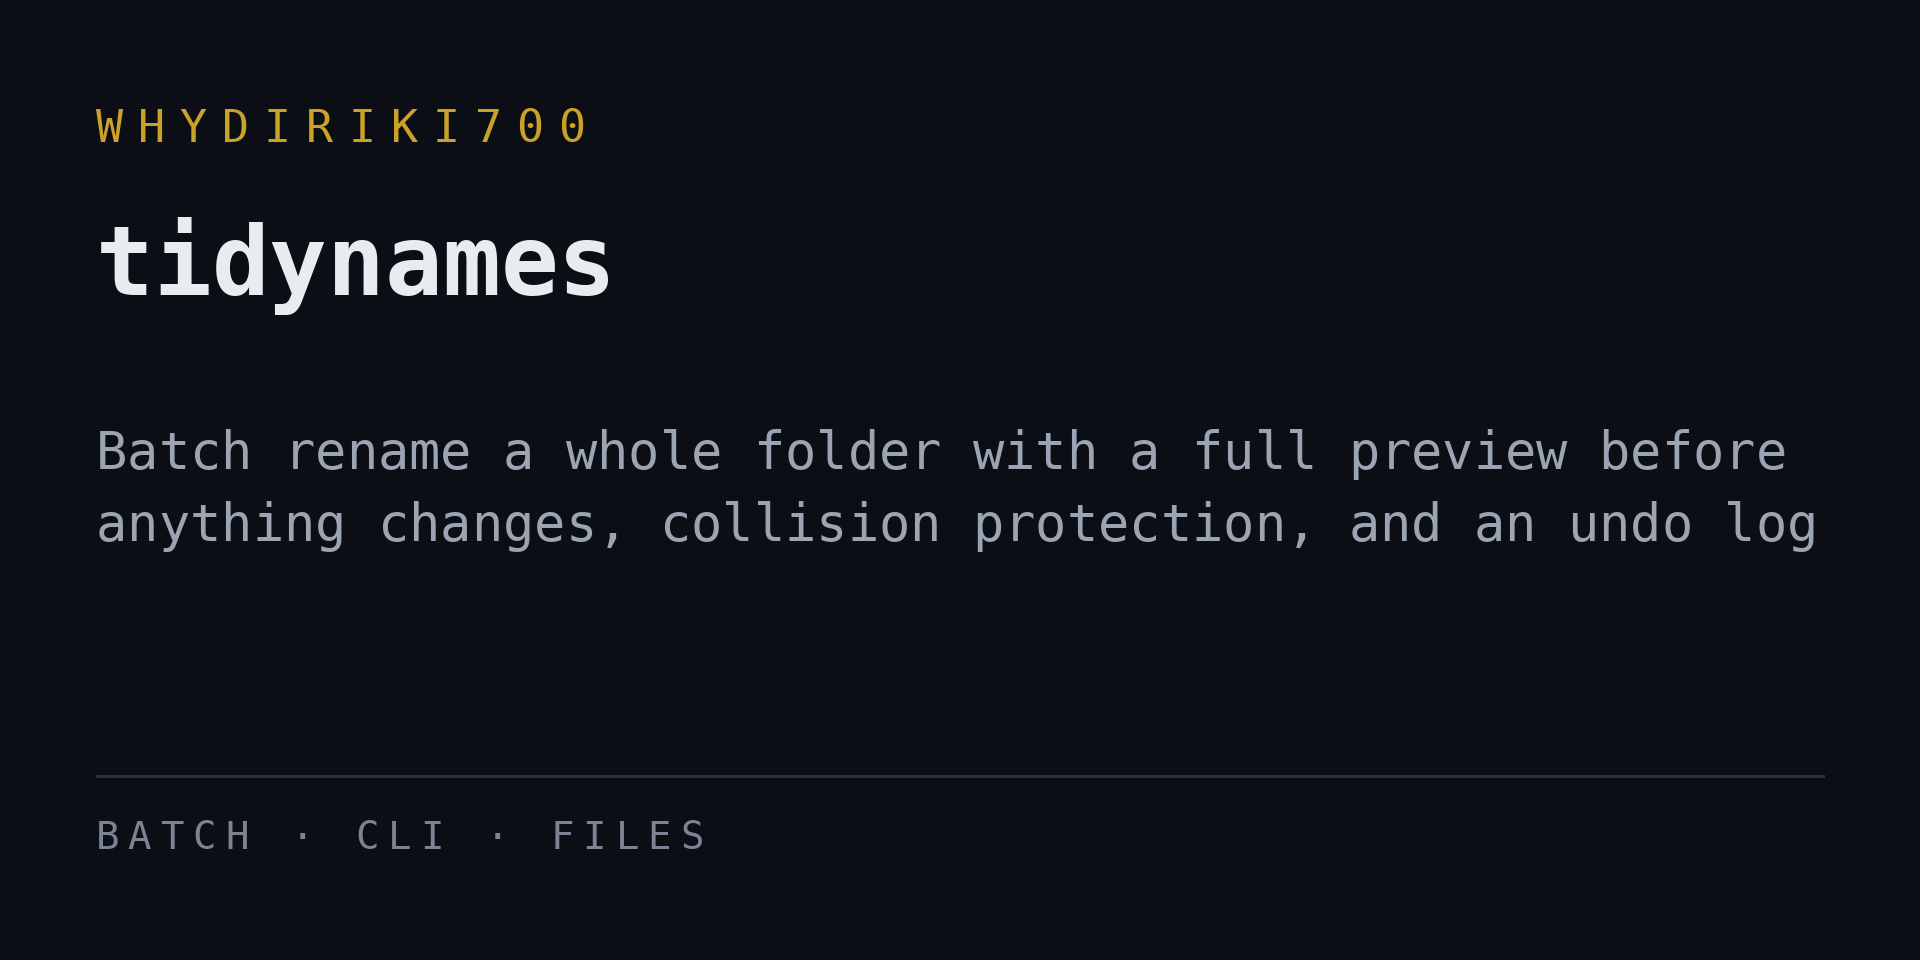 WHYDIRIKI700
tidynames
Batch rename a whole folder with a full preview before
anything changes, collision protection, and an undo log
BATCH · CLI · FILES